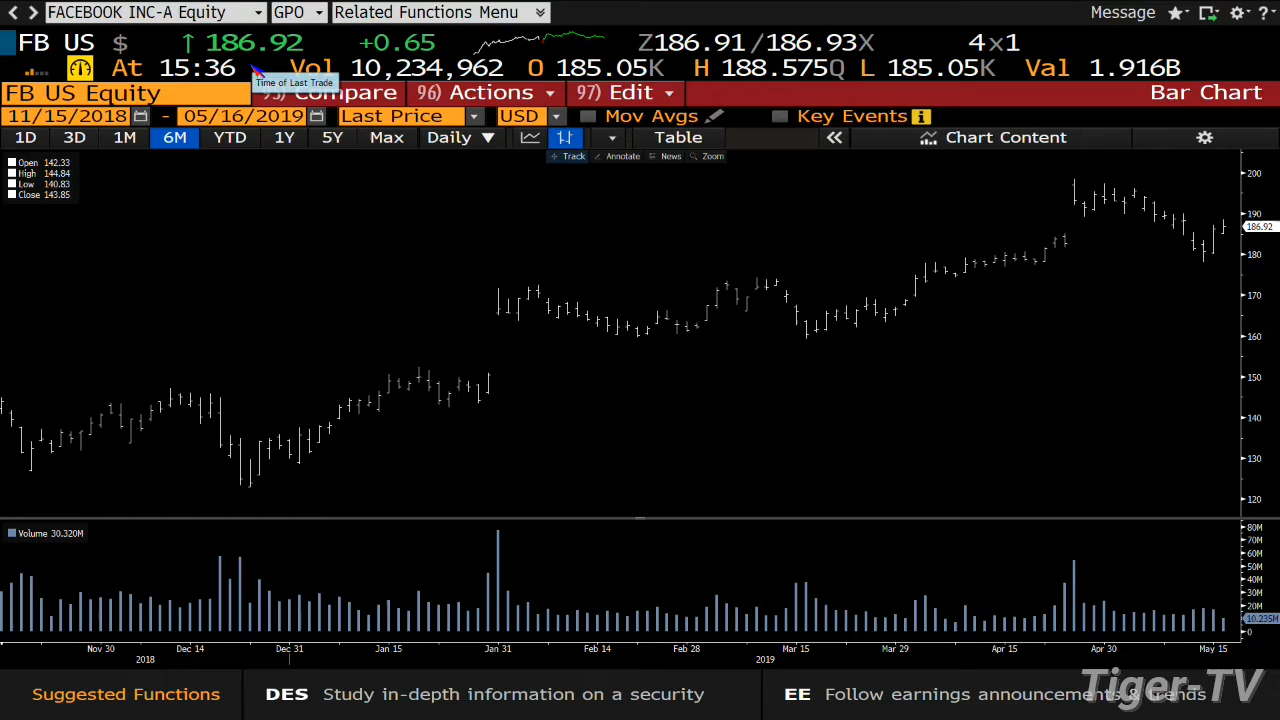 FACEBOOK INC-A Equity GPO Related Functions Menu Message
FB US $ ↑ 186.92 +0.65 Z186.91/186.93X 4x1
At 15:36 Vol 10,234,962 O 185.05K H 188.575Q L 185.05K Val 1.916B
Time of Last Trade
FB US Equity Compare 96) Actions 97) Edit Bar Chart
11/15/2018 - 05/16/2019 Last Price USD Mov Avgs Key Events
1D 3D 1M 6M YTD 1Y 5Y Max Daily Table Chart Content
Track Annotate News Zoom
Open 142.33
High 144.84
Low 140.83
Close 143.85
200
190
186.92
180
170
160
150
140
130
120
Volume 30.320M
80M
70M
60M
50M
40M
30M
20M
10.235M
0
Nov 30 Dec 14 Dec 31 Jan 15 Jan 31 Feb 14 Feb 28 Mar 15 Mar 29 Apr 15 Apr 30 May 15
2018 2019
Suggested Functions DES Study in-depth information on a security EE Follow earnings announcements & trends
Tiger-TV